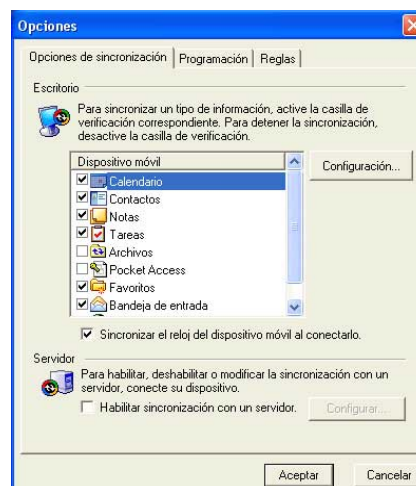 Opciones
Opciones de sincronización Programación Reglas
Escritorio
Para sincronizar un tipo de información, active la casilla de
verificación correspondiente. Para detener la sincronización,
desactive la casilla de verificación.
Dispositivo móvil
Configuración...
Calendario
Contactos
Notas
Tareas
Archivos
Pocket Access
Favoritos
Bandeja de entrada
Sincronizar el reloj del dispositivo móvil al conectarlo.
Servidor
Para habilitar, deshabilitar o modificar la sincronización con un
servidor, conecte su dispositivo.
Habilitar sincronización con un servidor. Configurar...
Aceptar Cancelar